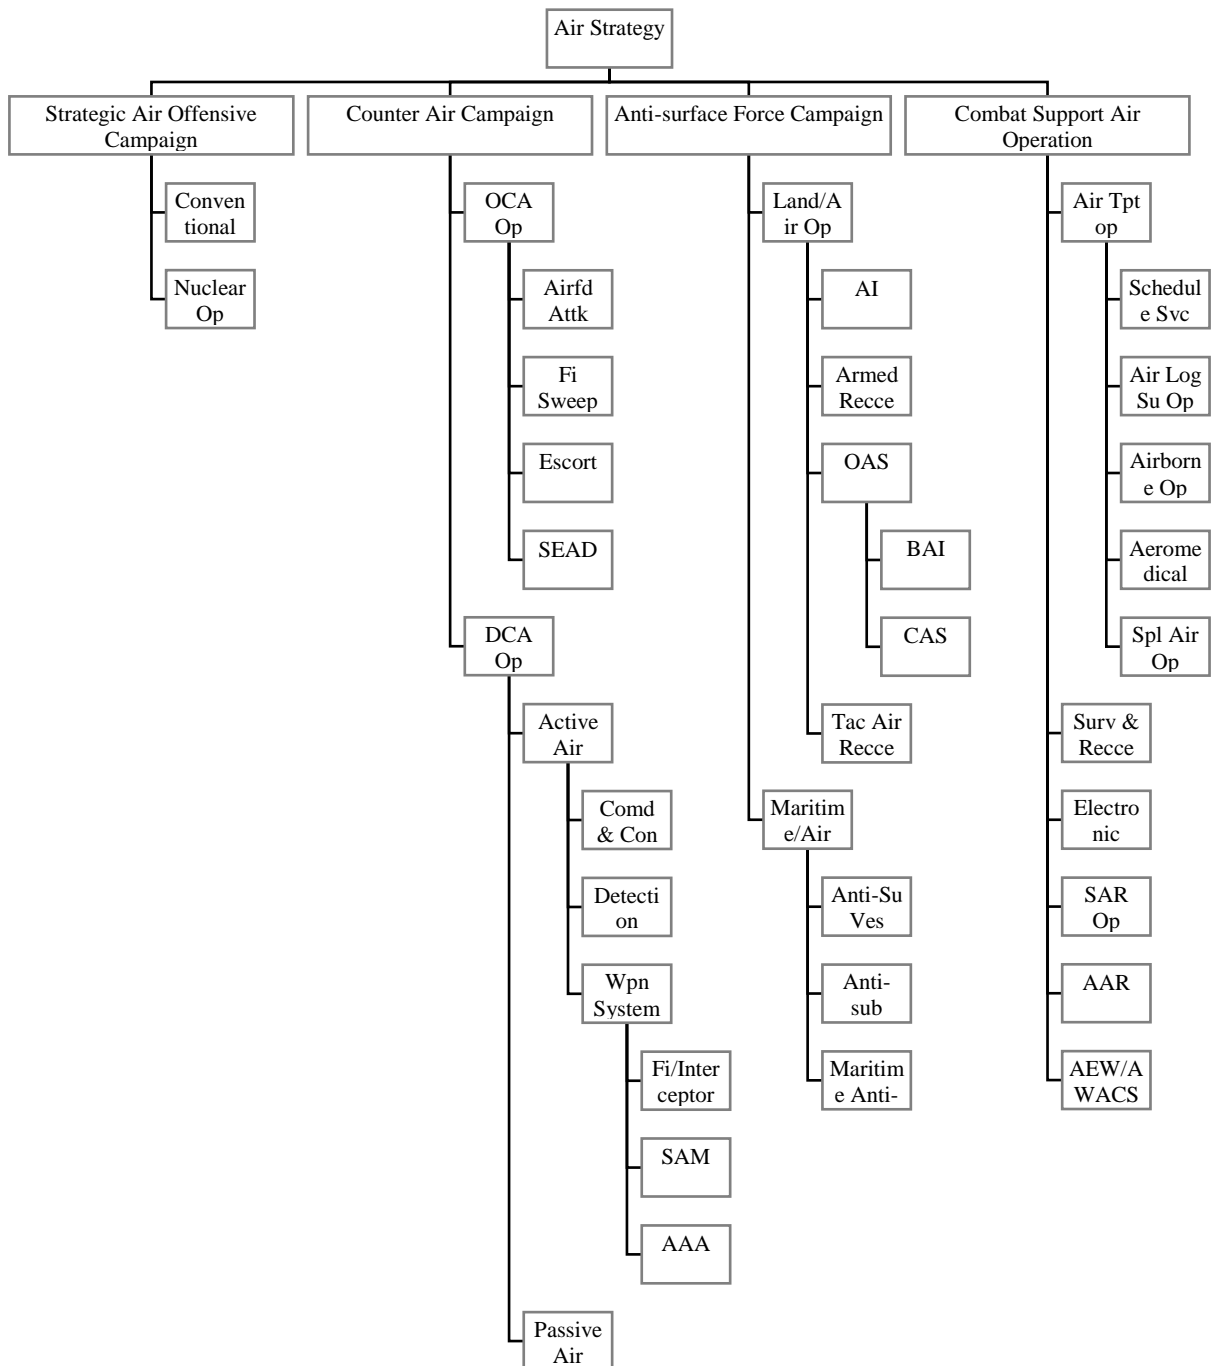 Air Strategy
Strategic Air Offensive
Campaign
Conven
tional
Nuclear
Op
Counter Air Campaign
OCA
Op
Airfd
Attk
Fi
Sweep
Escort
SEAD
DCA
Op
Active
Air
Comd
& Con
Detecti
on
Wpn
System
Fi/Inter
ceptor
SAM
AAA
Passive
Air
Anti-surface Force Campaign
Land/A
ir Op
AI
Armed
Recce
OAS
BAI
CAS
Tac Air
Recce
Maritim
e/Air
Anti-Su
Ves
Anti-
sub
Maritim
e Anti-
Combat Support Air
Operation
Air Tpt
op
Schedul
e Svc
Air Log
Su Op
Airborn
e Op
Aerome
dical
Spl Air
Op
Surv &
Recce
Electro
nic
SAR
Op
AAR
AEW/A
WACS